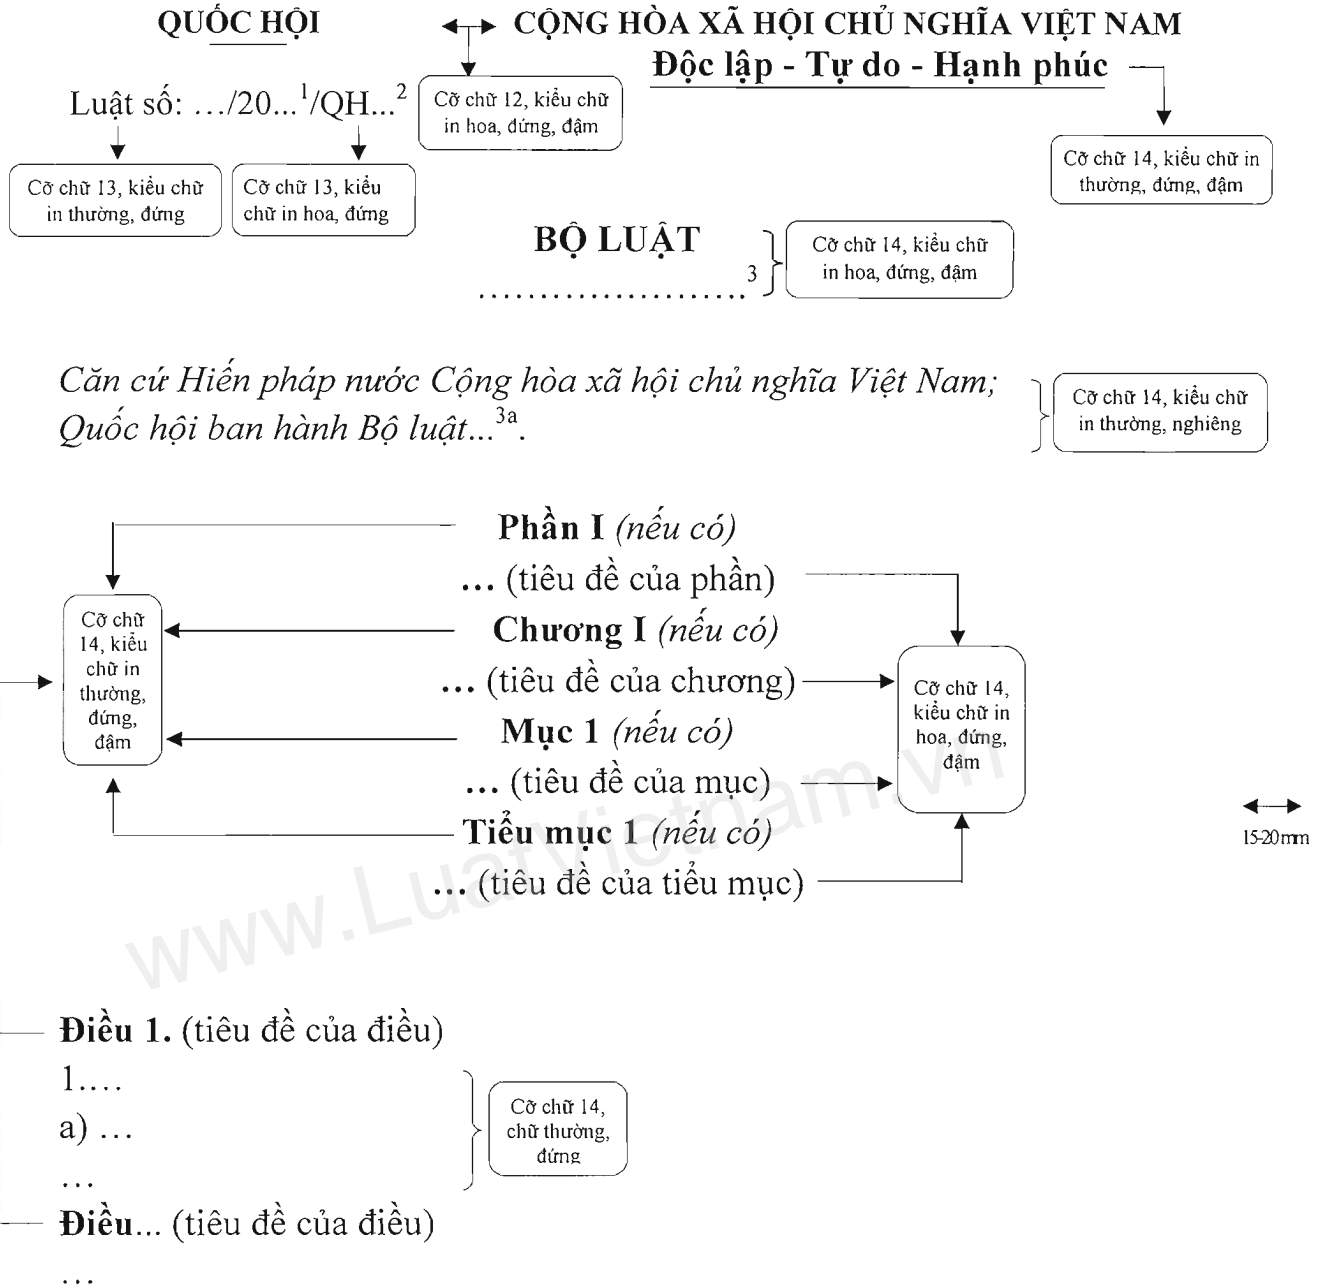 QUỐC HỘI
CỘNG HÒA XÃ HỘI CHỦ NGHĨA VIỆT NAM
Độc lập - Tự do - Hạnh phúc
Luật số: …/20...1/QH...2
Cỡ chữ 12, kiểu chữ
in hoa, đứng, đậm
Cỡ chữ 14, kiểu chữ in
thường, đứng, đậm
Cỡ chữ 13, kiểu chữ
in thường, đứng
Cỡ chữ 13, kiểu
chữ in hoa, đứng
BỘ LUẬT
......................3
Cỡ chữ 14, kiểu chữ
in hoa, đứng, đậm
Căn cứ Hiến pháp nước Cộng hòa xã hội chủ nghĩa Việt Nam;
Quốc hội ban hành Bộ luật...3a.
Cỡ chữ 14, kiểu chữ
in thường, nghiêng
Phần I (nếu có)
... (tiêu đề của phần)
Chương I (nếu có)
... (tiêu đề của chương)
Mục 1 (nếu có)
... (tiêu đề của mục)
Tiểu mục 1 (nếu có)
... (tiêu đề của tiểu mục)
Cỡ chữ
14, kiểu
chữ in
thường,
đứng,
đậm
Cỡ chữ 14,
kiểu chữ in
hoa, đứng,
đậm
15-20mm
www.LuatVietnam.vn
Điều 1. (tiêu đề của điều)
1....
a) ...
...
Cỡ chữ 14,
chữ thường,
đứng
Điều... (tiêu đề của điều)
...